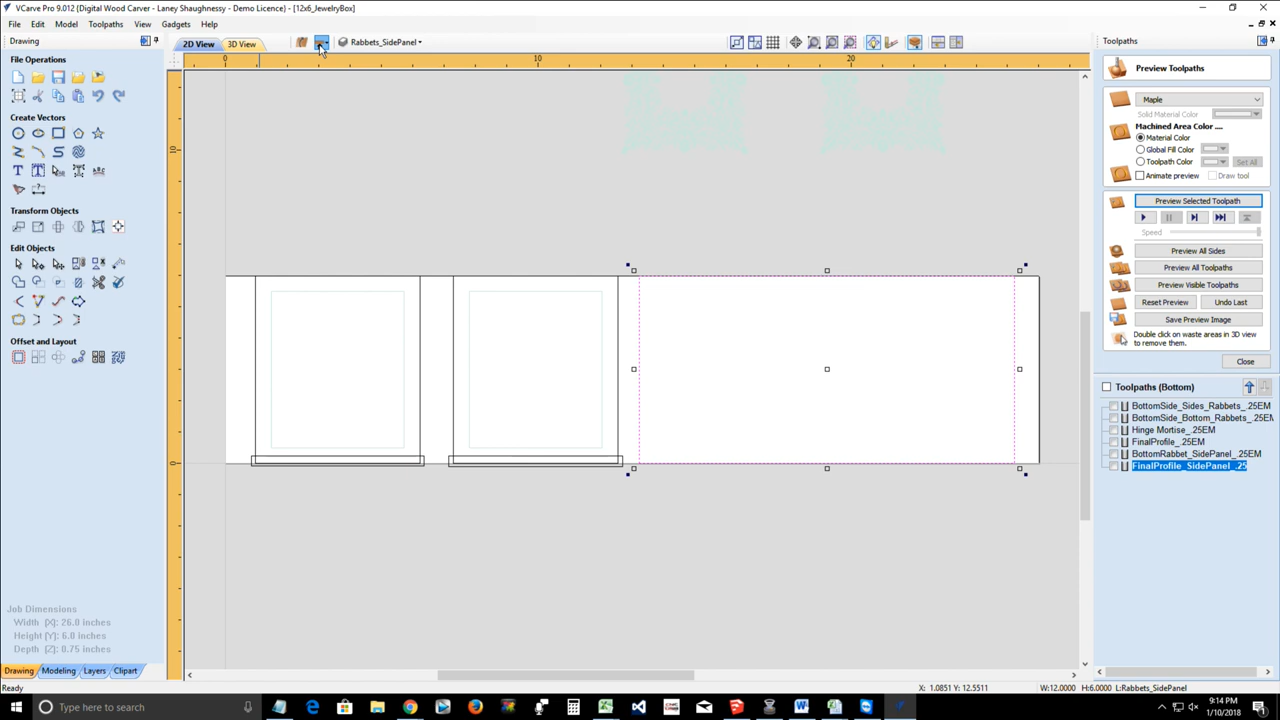 VCarve Pro 9.012 {Digital Wood Carver - Laney Shaughnessy - Demo Licence} - [12x6_JewelryBox]
File Edit Model Toolpaths View Gadgets Help
Drawing
2D View 3D View Rabbets_SidePanel
Toolpaths
File Operations
Create Vectors
Transform Objects
Edit Objects
Offset and Layout
Job Dimensions
Width (X): 26.0 inches
Height (Y): 6.0 inches
Depth (Z): 0.75 inches
Drawing Modeling Layers Clipart
0 10 20
10
0
Preview Toolpaths
Maple
Solid Material Color
Machined Area Color ....
Material Color
Global Fill Color
Toolpath Color Set All
Animate preview Draw tool
Preview Selected Toolpath
Speed
Preview All Sides
Preview All Toolpaths
Preview Visible Toolpaths
Reset Preview Undo Last
Save Preview Image
Double click on waste areas in 3D view
to remove them.
Close
Toolpaths (Bottom)
BottomSide_Sides_Rabbets_.25EM
BottomSide_Bottom_Rabbets_.25EM
Hinge Mortise_.25EM
FinalProfile_.25EM
BottomRabbet_SidePanel_.25EM
FinalProfile_SidePanel_.25
Ready
X: 1.0851 Y: 12.5511 W:12.0000 H:6.0000 L:Rabbets_SidePanel
Type here to search
9:14 PM
1/10/2018